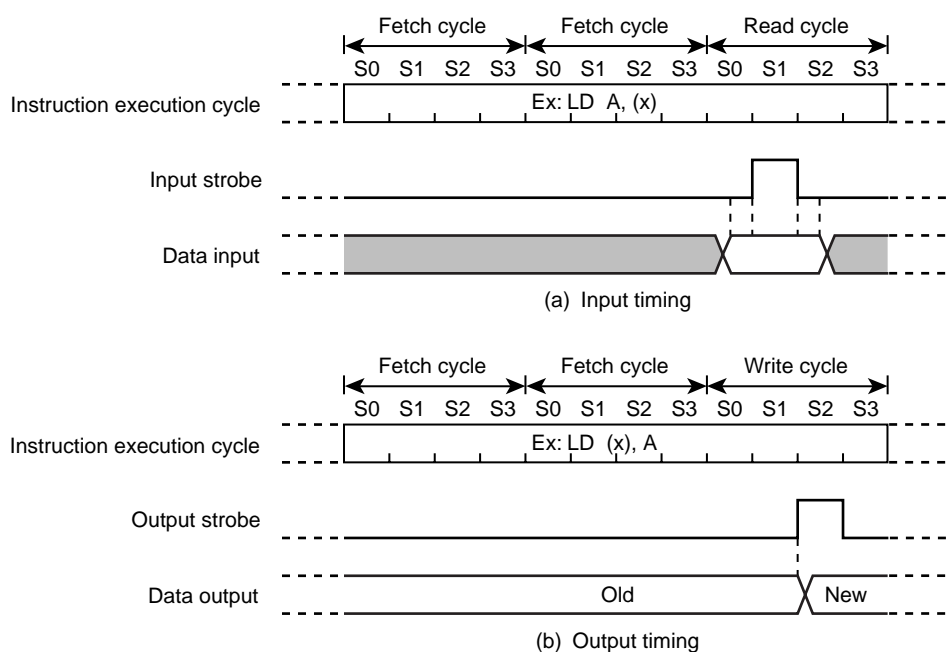 Fetch cycle Fetch cycle Read cycle
S0 S1 S2 S3 S0 S1 S2 S3 S0 S1 S2 S3
Instruction execution cycle Ex: LD A, (x)
Input strobe
Data input
(a) Input timing
Fetch cycle Fetch cycle Write cycle
S0 S1 S2 S3 S0 S1 S2 S3 S0 S1 S2 S3
Instruction execution cycle Ex: LD (x), A
Output strobe
Data output Old New
(b) Output timing